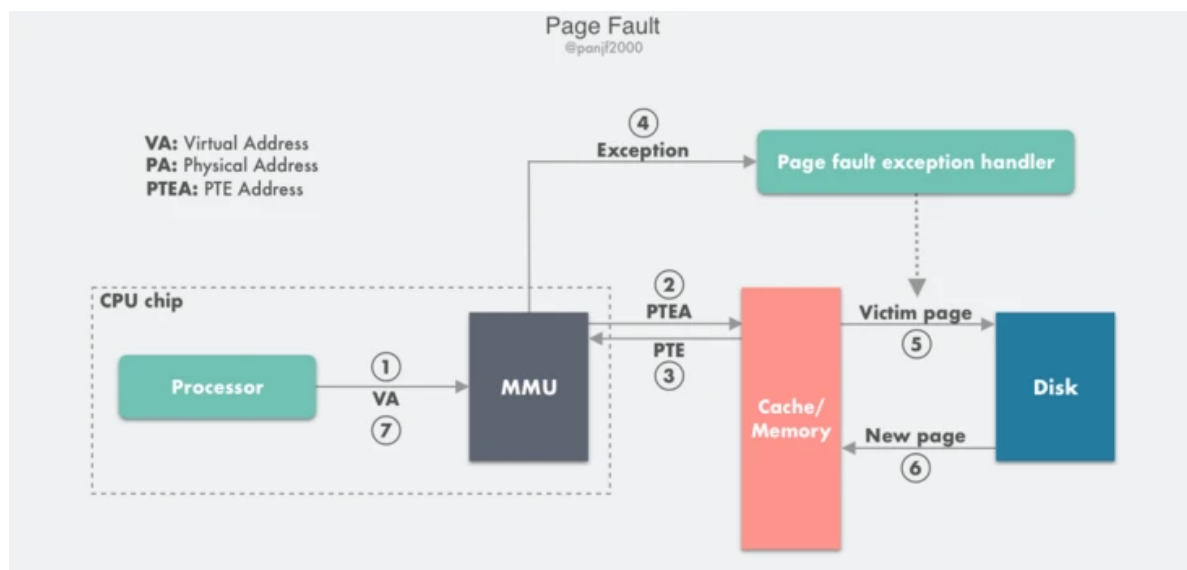 Page Fault
@panjf2000
VA: Virtual Address
PA: Physical Address
PTEA: PTE Address
4
Exception
Page fault exception handler
CPU chip
Processor
1
VA
7
MMU
2
PTEA
PTE
3
Cache/
Memory
Victim page
5
New page
6
Disk